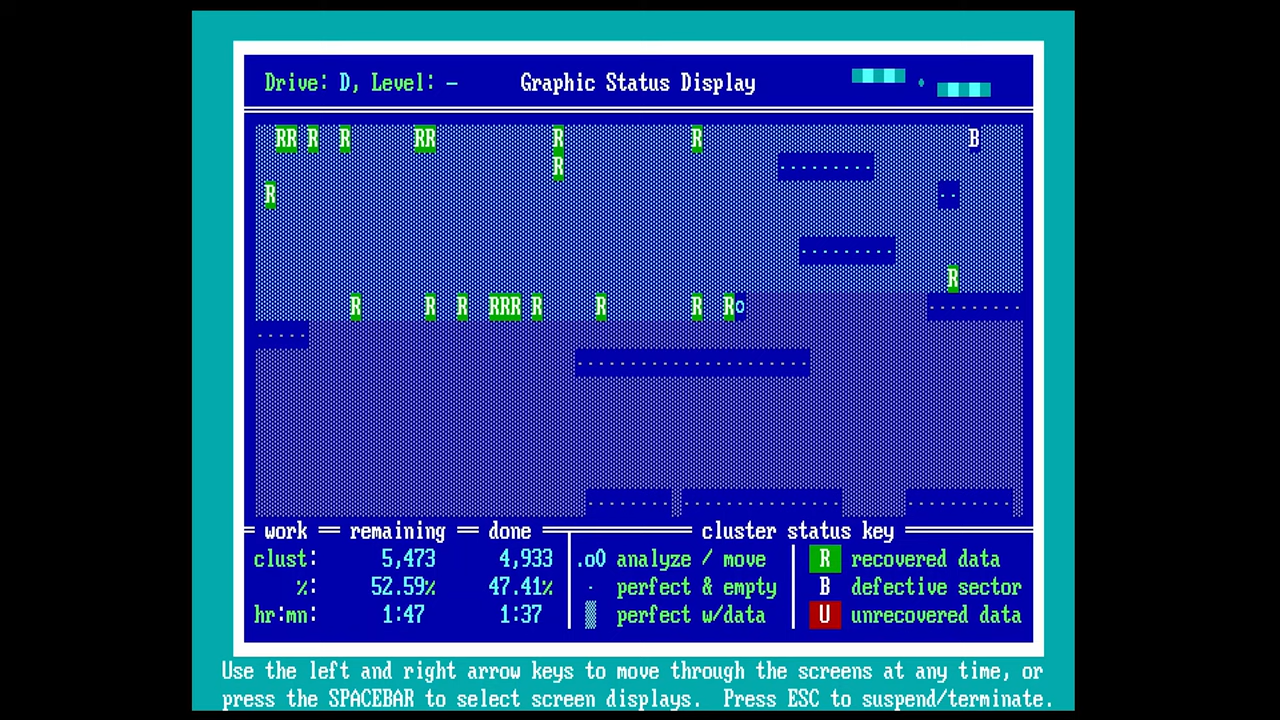 Drive: D, Level: - Graphic Status Display
RR R R RR R R B
R
R
R
R R R RRR R R R Ro
work remaining done cluster status key
clust: 5,473 4,933 .oO analyze / move R recovered data
%: 52.59% 47.41% · perfect & empty B defective sector
hr:mn: 1:47 1:37 ▒ perfect w/data U unrecovered data
Use the left and right arrow keys to move through the screens at any time, or
press the SPACEBAR to select screen displays. Press ESC to suspend/terminate.